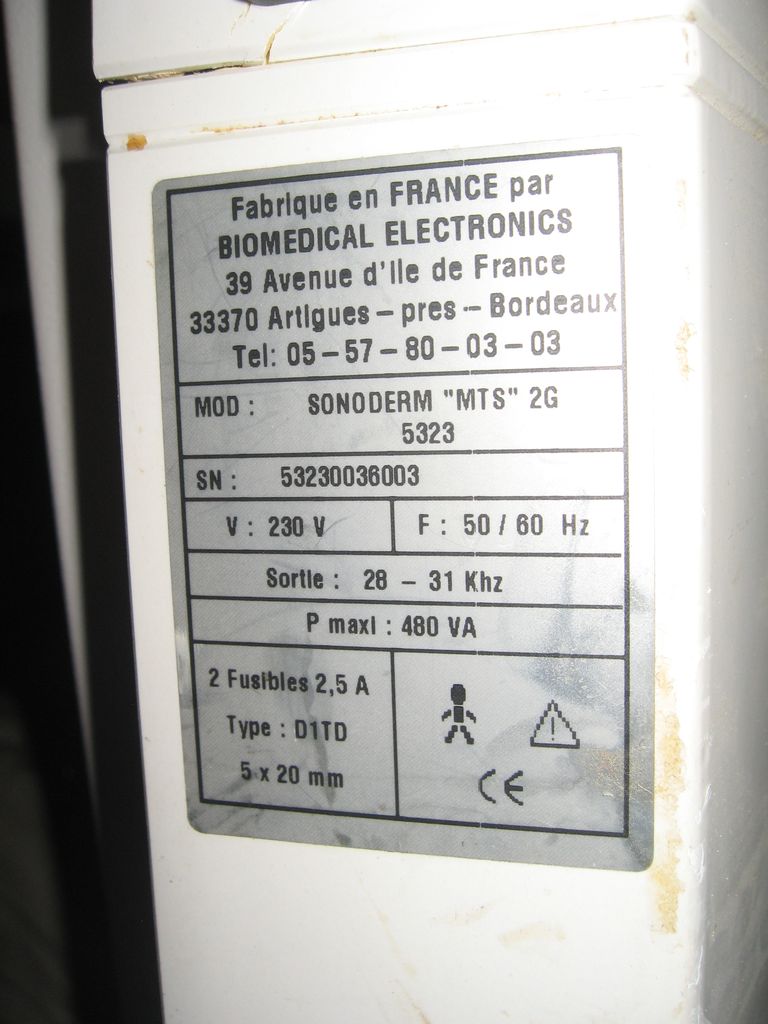 Fabrique en FRANCE par
BIOMEDICAL ELECTRONICS
39 Avenue d'Ile de France
33370 Artigues - pres - Bordeaux
Tel: 05 - 57 - 80 - 03 - 03
MOD : SONODERM "MTS" 2G
5323
SN : 53230036003
V : 230 V
F : 50 / 60 Hz
Sortie : 28 - 31 Khz
P maxi : 480 VA
2 Fusibles 2,5 A
Type : D1TD
5 x 20 mm
CE